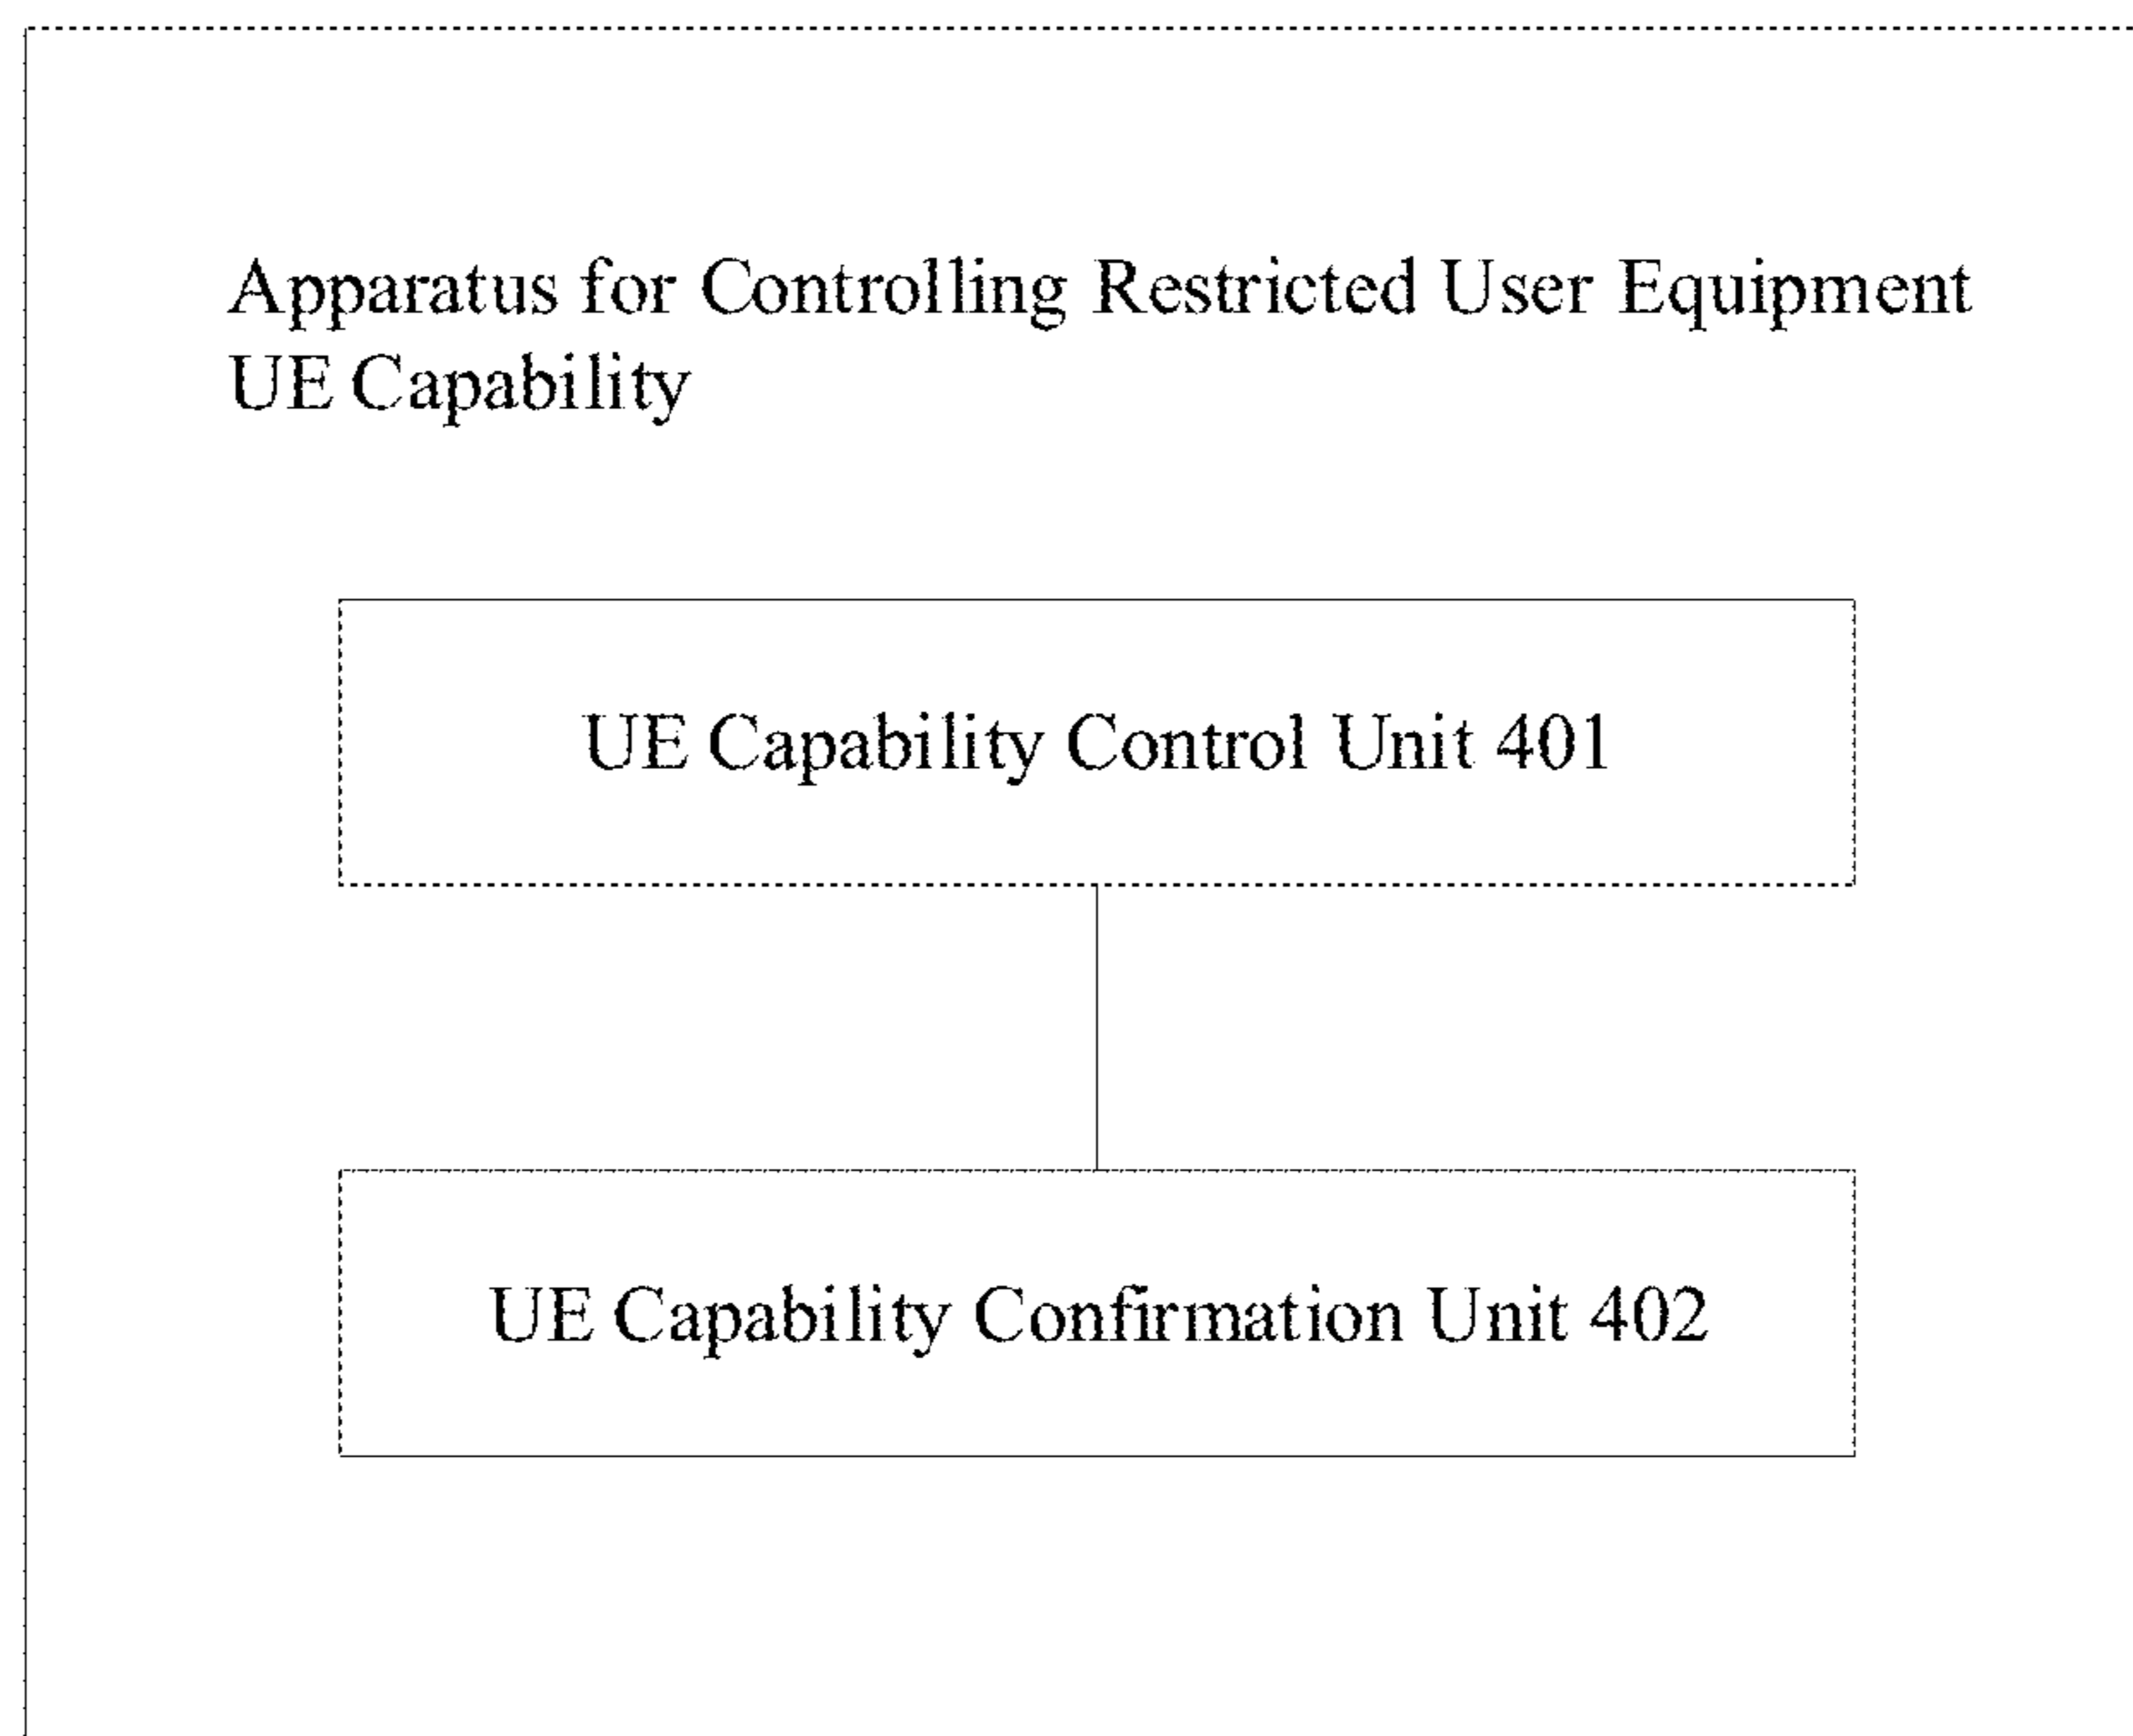 Apparatus for Controlling Restricted User Equipment
UE Capability
UE Capability Control Unit 401
UE Capability Confirmation Unit 402